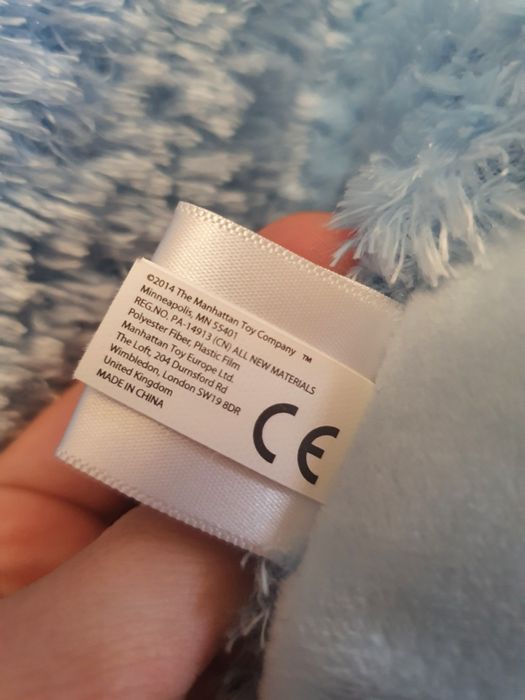 ©2014 The Manhattan Toy Company ™
Minneapolis, MN 55401
REG.NO. PA-14913 (CN) ALL NEW MATERIALS
Polyester Fiber, Plastic Film
Manhattan Toy Europe Ltd.
The Loft, 204 Durnsford Rd
Wimbledon, London SW19 8DR
United Kingdom
MADE IN CHINA
CE